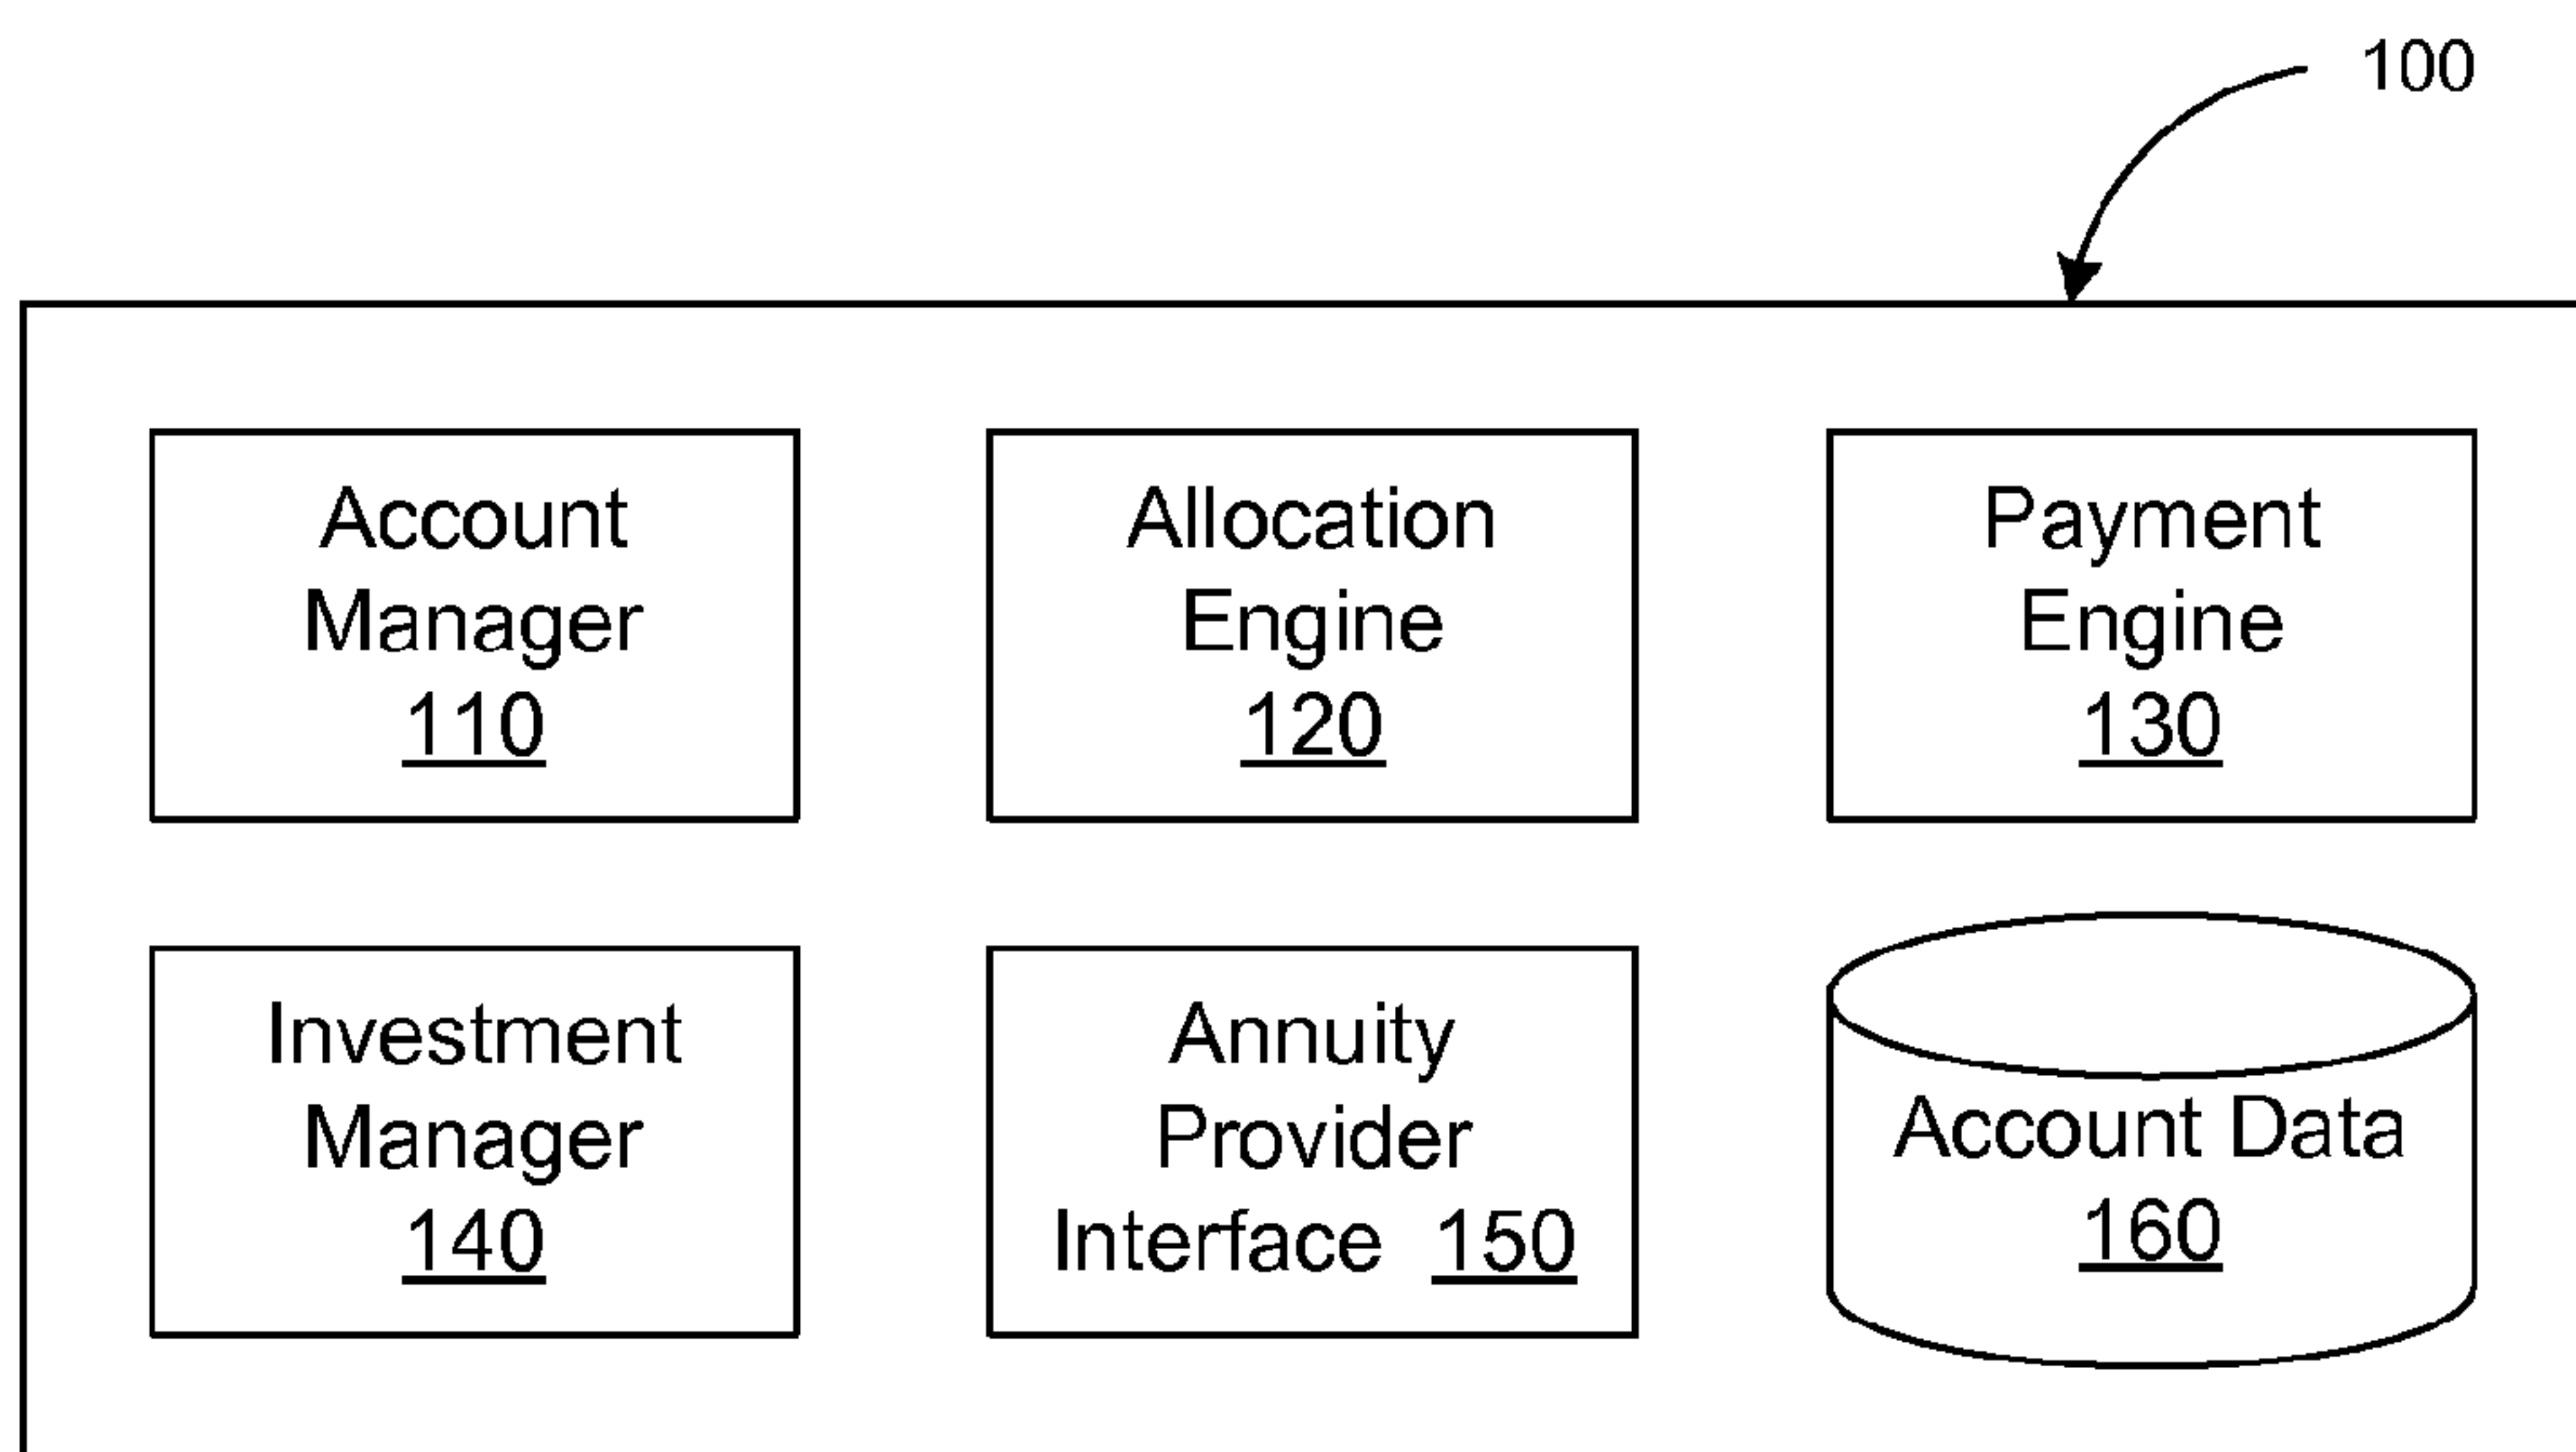 100
Account
Manager
110
Allocation
Engine
120
Payment
Engine
130
Investment
Manager
140
Annuity
Provider
Interface 150
Account Data
160